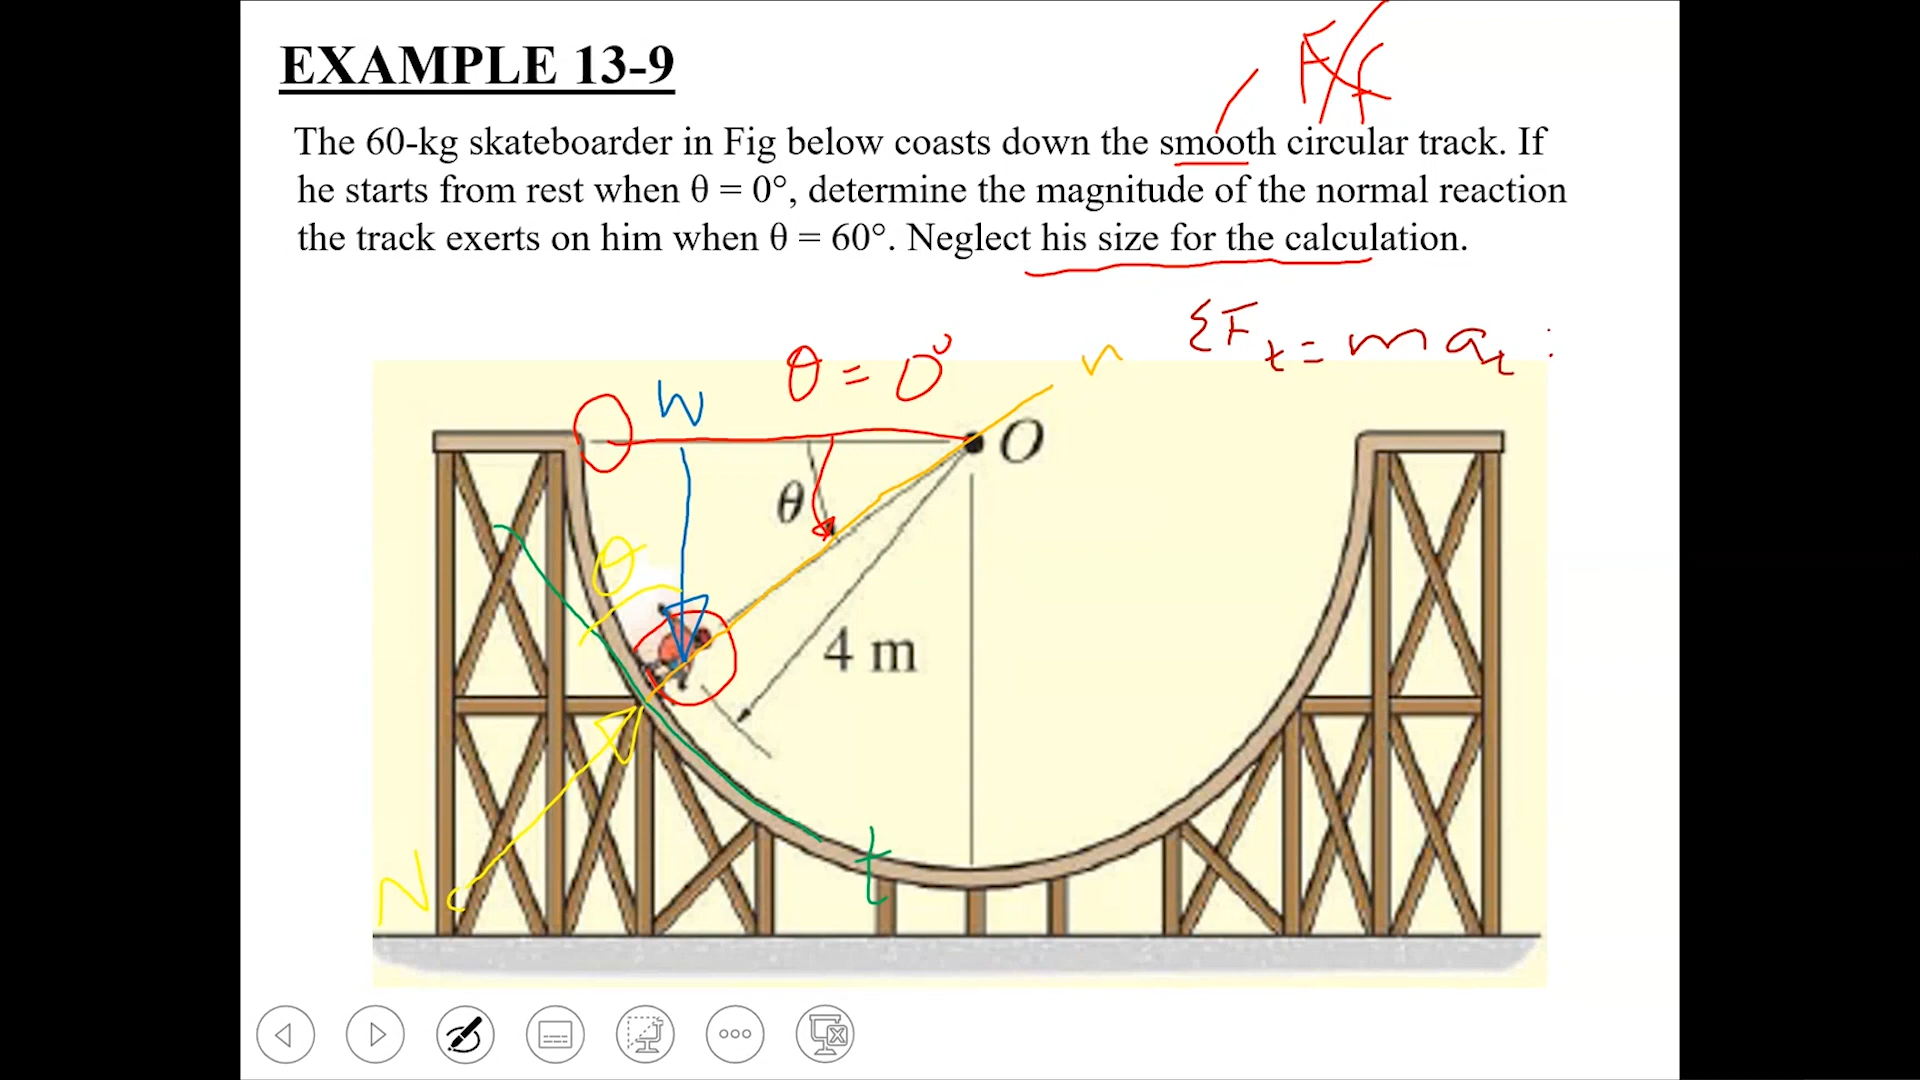 EXAMPLE 13-9
The 60-kg skateboarder in Fig below coasts down the smooth circular track. If
he starts from rest when θ = 0°, determine the magnitude of the normal reaction
the track exerts on him when θ = 60°. Neglect his size for the calculation.
ΣF_t = m a_t :
θ = 0°
n
W
O
θ
θ
4 m
N
t